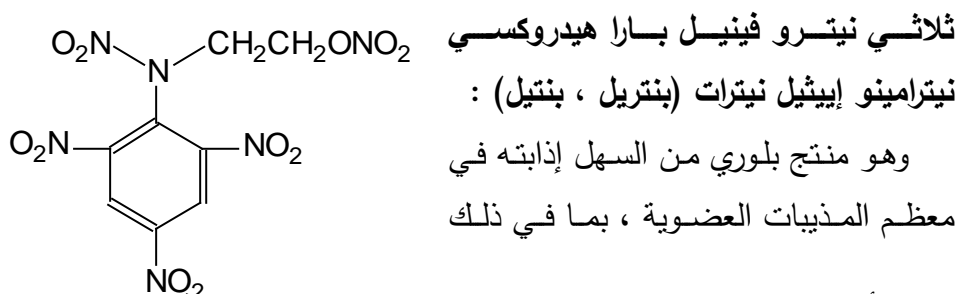 ثلاثي نيترو فينيل بارا هيدروكسي
نيترامينو إييثيل نيترات (بنتريل ، بنتيل) :
وهو منتج بلوري من السهل إذابته في
معظم المذيبات العضوية ، بما في ذلك
O₂N
CH₂CH₂ONO₂
N
O₂N
NO₂
NO₂